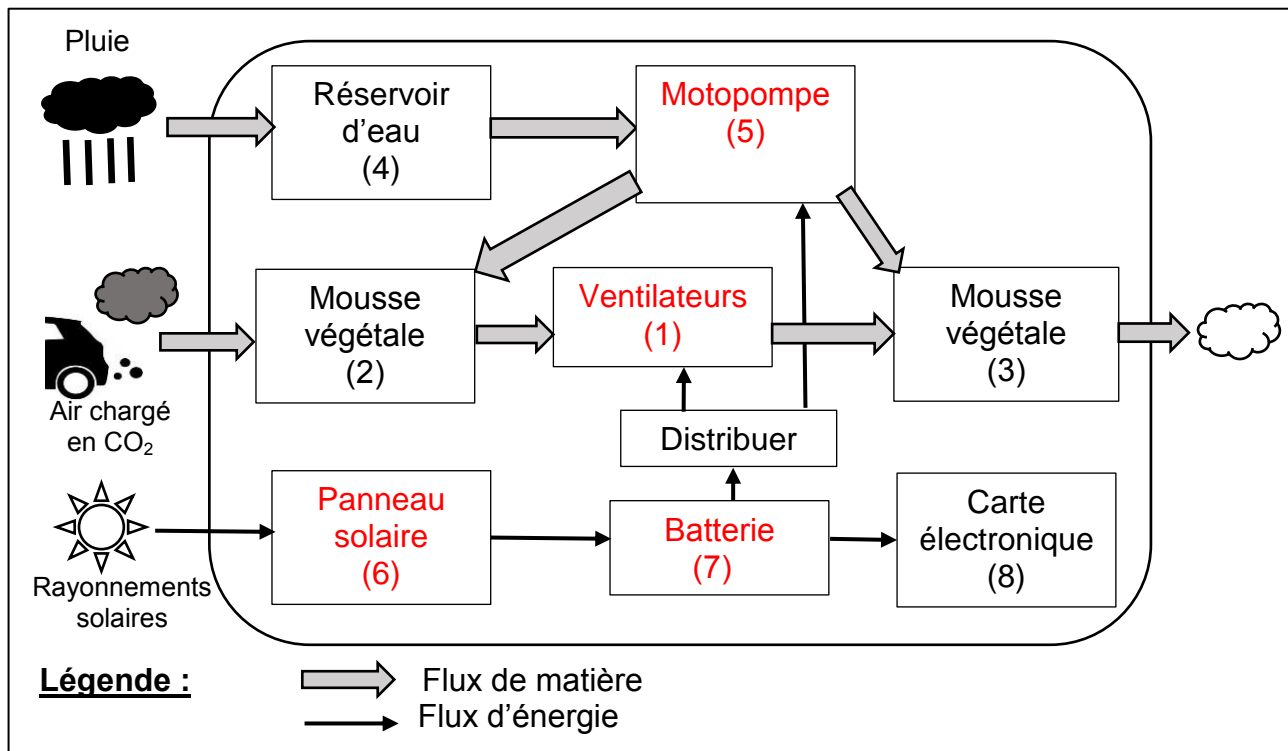 Pluie
Réservoir
d’eau
(4)
Motopompe
(5)
Mousse
végétale
(2)
Ventilateurs
(1)
Mousse
végétale
(3)
Air chargé
en CO₂
Distribuer
Panneau
solaire
(6)
Batterie
(7)
Carte
électronique
(8)
Rayonnements
solaires
Légende :
Flux de matière
Flux d’énergie